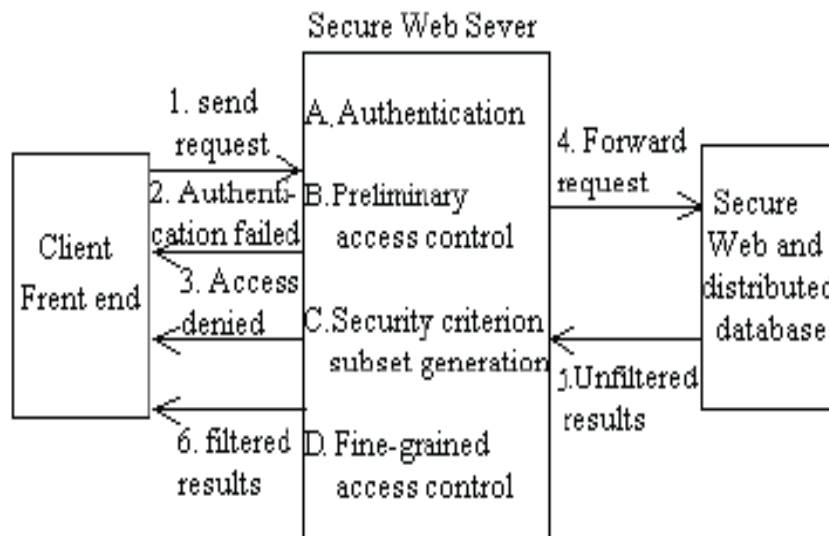 Secure Web Sever
1. send
request
A. Authentication
4. Forward
request
2. Authenti-
cation failed
B. Preliminary
access control
Client
Frent end
Secure
Web and
distributed
database
3. Access
denied
C. Security criterion
subset generation
5.Unfiltered
results
6. filtered
results
D. Fine-grained
access control